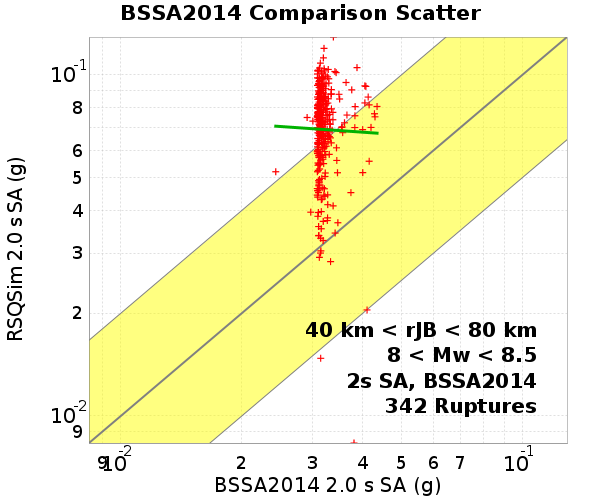 BSSA2014 Comparison Scatter
RSQSim 2.0 s SA (g)
10⁻¹
8
6
5
4
3
2
10⁻²
9
40 km < rJB < 80 km
8 < Mw < 8.5
2s SA, BSSA2014
342 Ruptures
9 10⁻² 2 3 4 5 6 7 10⁻¹
BSSA2014 2.0 s SA (g)